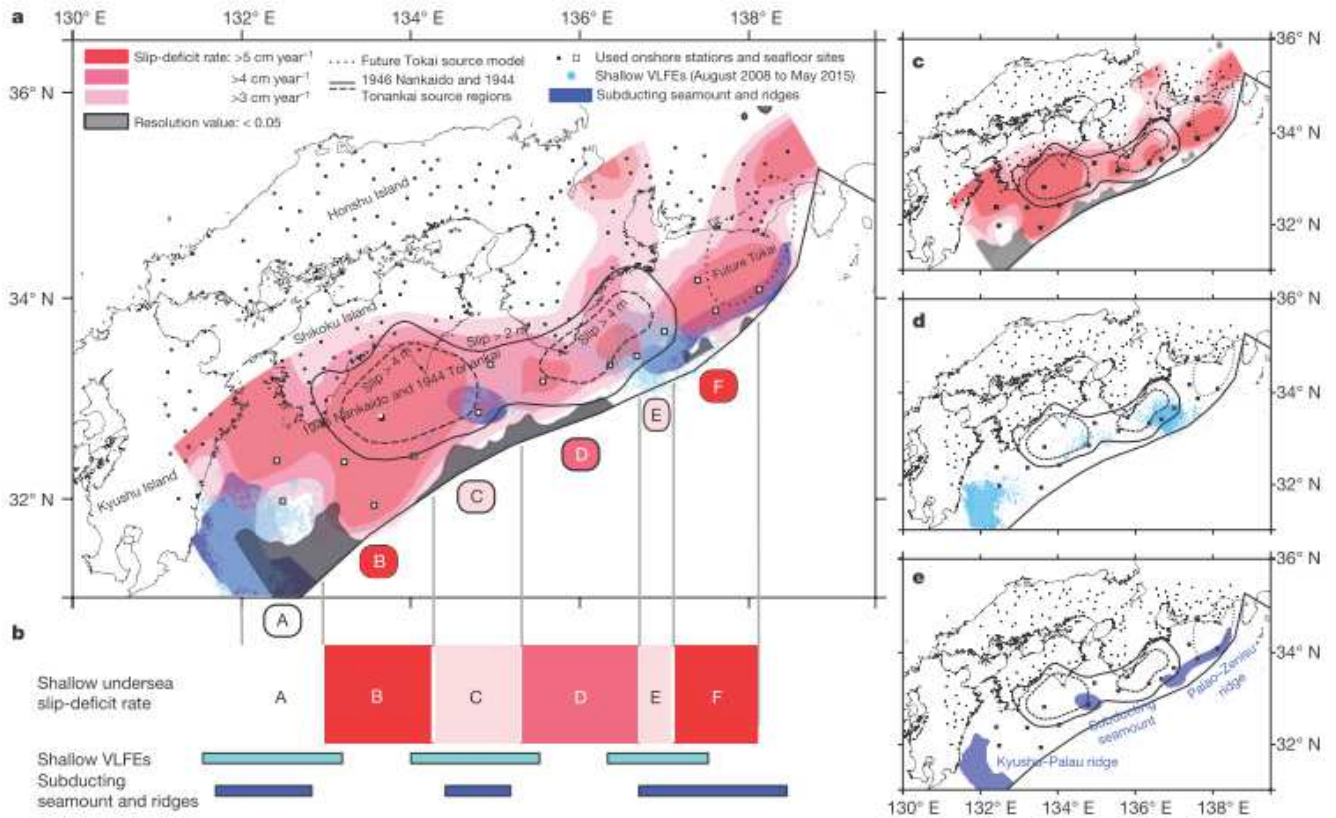 a
130° E 132° E 134° E 136° E 138° E
36° N
34° N
32° N
Slip-deficit rate: >5 cm year⁻¹
>4 cm year⁻¹
>3 cm year⁻¹
Resolution value: < 0.05
Future Tokai source model
1946 Nankaido and 1944
Tonankai source regions
Used onshore stations and seafloor sites
Shallow VLFEs (August 2008 to May 2015)
Subducting seamount and ridges
Honshu Island
Shikoku Island
Kyushu Island
Future Tokai
Slip > 2 m
Slip > 4 m
Slip > 4 m
1946 Nankaido and 1944 Tonankai
A
B
C
D
E
F
b
Shallow undersea
slip-deficit rate
A B C D E F
Shallow VLFEs
Subducting
seamount and ridges
c
36° N
34° N
32° N
d
36° N
34° N
32° N
e
36° N
34° N
32° N
Palao–Zenisu
ridge
Subducting
seamount
Kyushu–Palau ridge
130° E 132° E 134° E 136° E 138° E